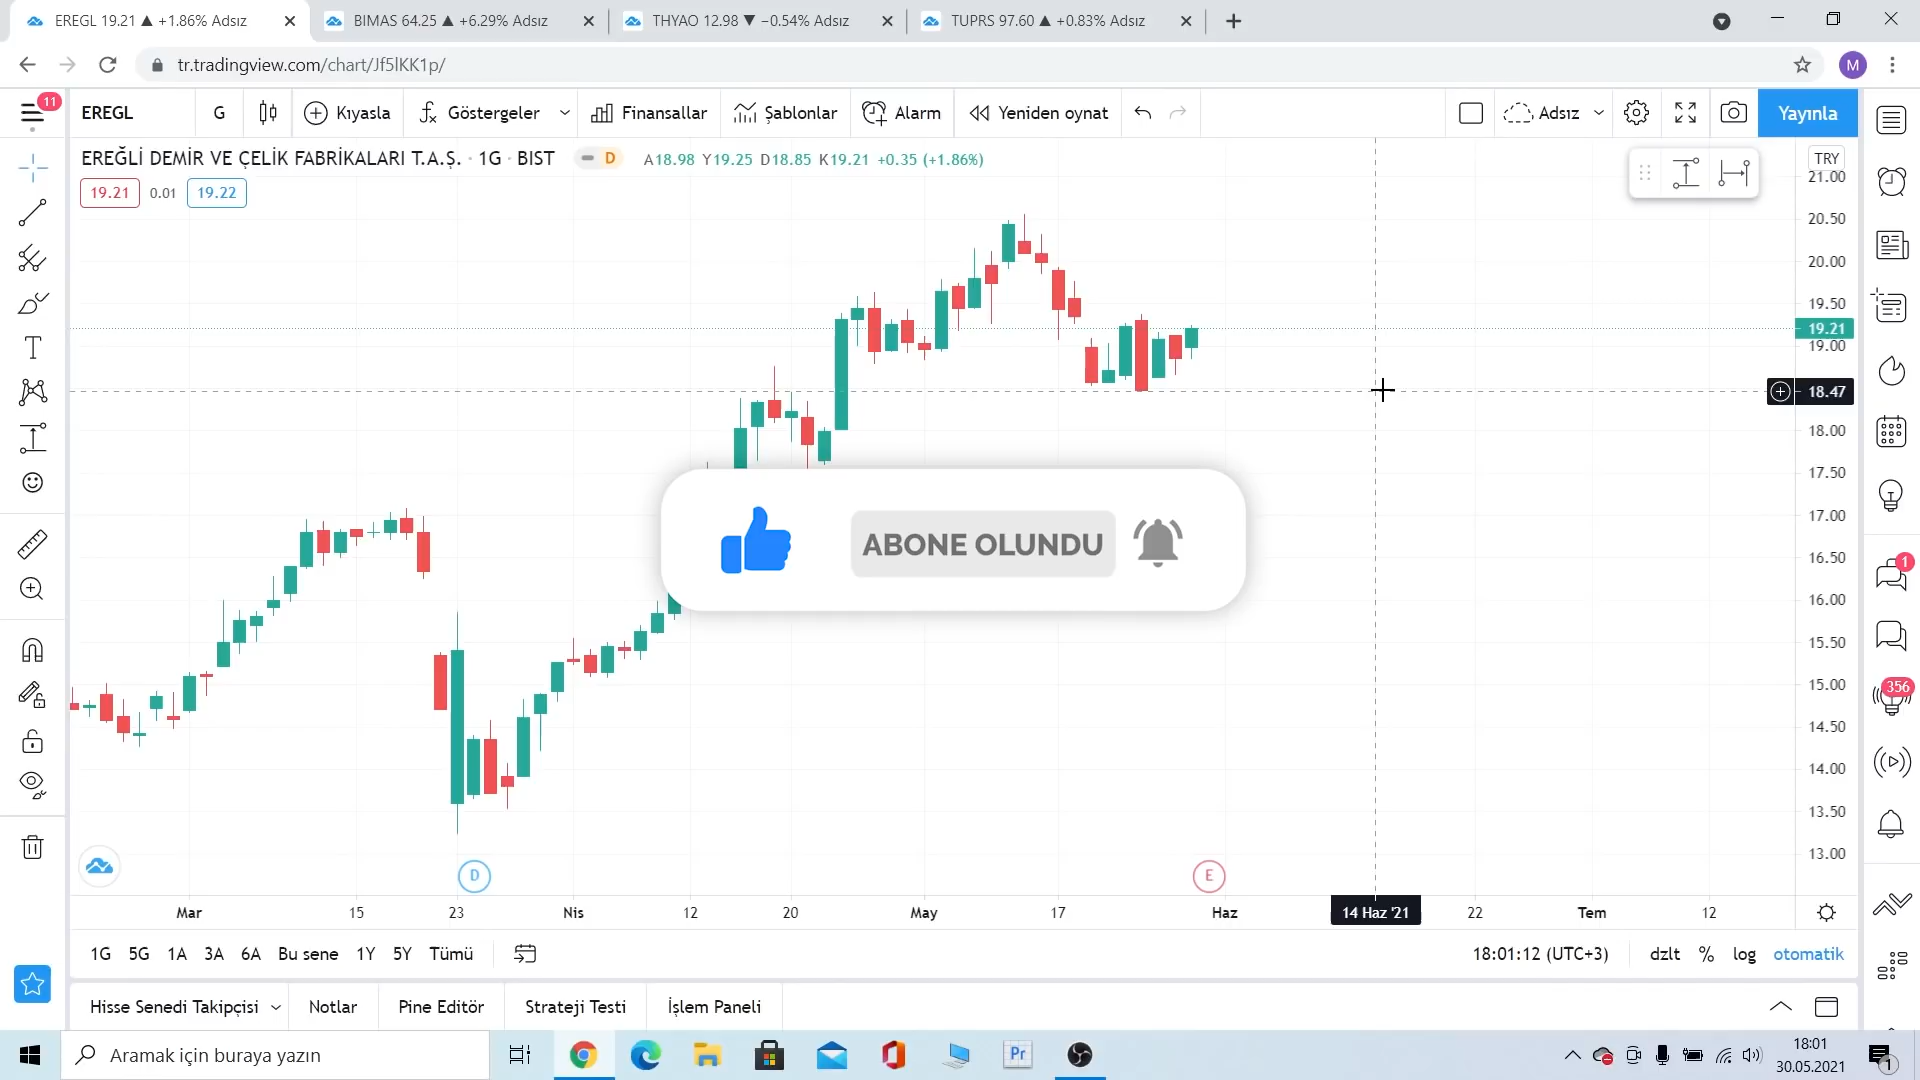 EREGL 19.21 ▲ +1.86% Adsız
BIMAS 64.25 ▲ +6.29% Adsız
THYAO 12.98 ▼ −0.54% Adsız
TUPRS 97.60 ▲ +0.83% Adsız
tr.tradingview.com/chart/Jf5lKK1p/
M
11
EREGL
G
Kıyasla
Göstergeler
Finansallar
Şablonlar
Alarm
Yeniden oynat
Adsız
Yayınla
EREĞLİ DEMİR VE ÇELİK FABRİKALARI T.A.Ş. · 1G · BIST
D
A18.98 Y19.25 D18.85 K19.21 +0.35 (+1.86%)
19.21 0.01 19.22
TRY
21.00
20.50
20.00
19.50
19.21
19.00
18.47
18.00
17.50
17.00
16.50
16.00
15.50
15.00
14.50
14.00
13.50
13.00
ABONE OLUNDU
1
356
D
E
Mar 15 23 Nis 12 20 May 17 Haz 14 Haz '21 22 Tem 12
1G 5G 1A 3A 6A Bu sene 1Y 5Y Tümü
18:01:12 (UTC+3) dzlt % log otomatik
Hisse Senedi Takipçisi Notlar Pine Editör Strateji Testi İşlem Paneli
Aramak için buraya yazın
Pr
18:01
30.05.2021
1